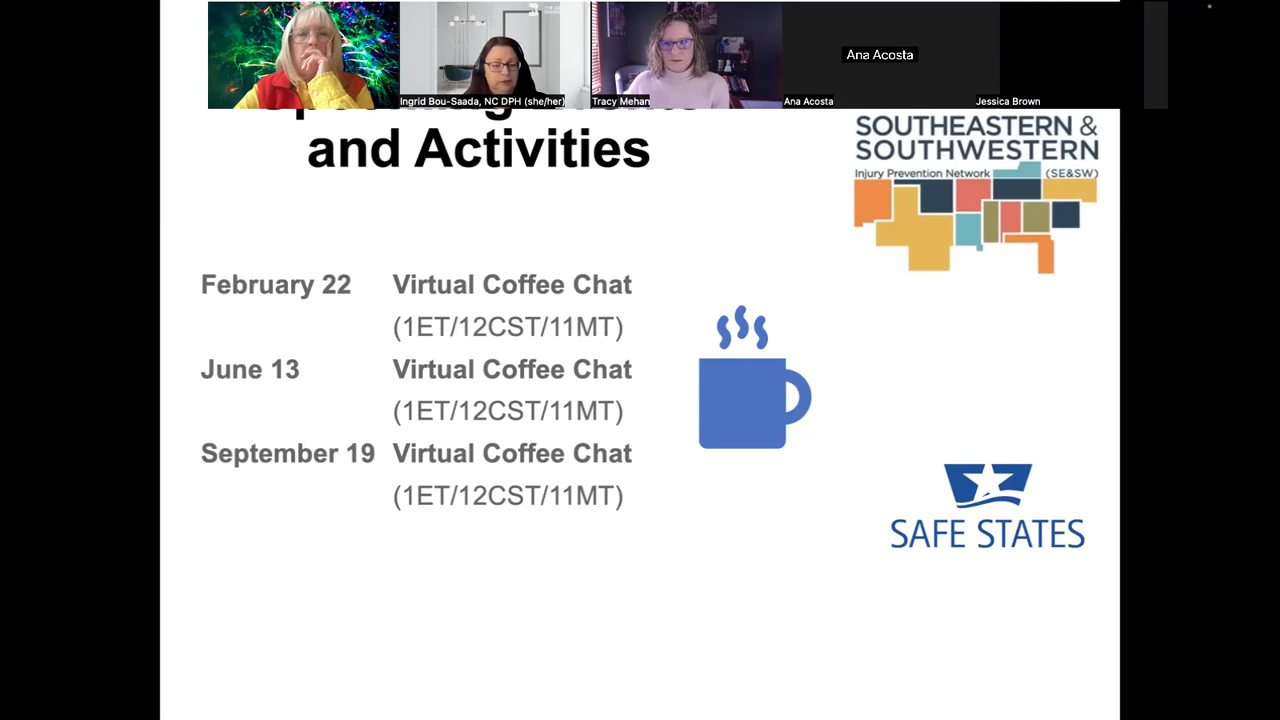 Ana Acosta
Ingrid Bou-Saada, NC DPH (she/her)
Tracy Mehan
Ana Acosta
Jessica Brown
and Activities
SOUTHEASTERN &
SOUTHWESTERN
Injury Prevention Network (SE&SW)
February 22 Virtual Coffee Chat
(1ET/12CST/11MT)
June 13 Virtual Coffee Chat
(1ET/12CST/11MT)
September 19 Virtual Coffee Chat
(1ET/12CST/11MT)
SAFE STATES